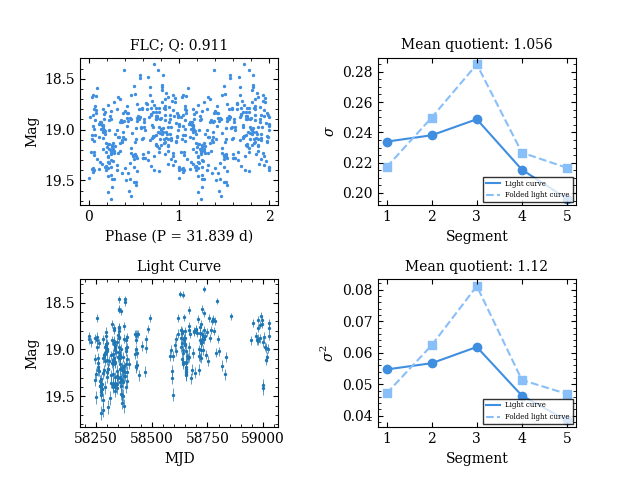 FLC; Q: 0.911
Mag
18.5
19.0
19.5
0
1
2
Phase (P = 31.839 d)
Mean quotient: 1.056
σ
0.28
0.26
0.24
0.22
0.20
Light curve
Folded light curve
1
2
3
4
5
Segment
Light Curve
Mag
18.5
19.0
19.5
58250
58500
58750
59000
MJD
Mean quotient: 1.12
σ²
0.08
0.07
0.06
0.05
0.04
Light curve
Folded light curve
1
2
3
4
5
Segment